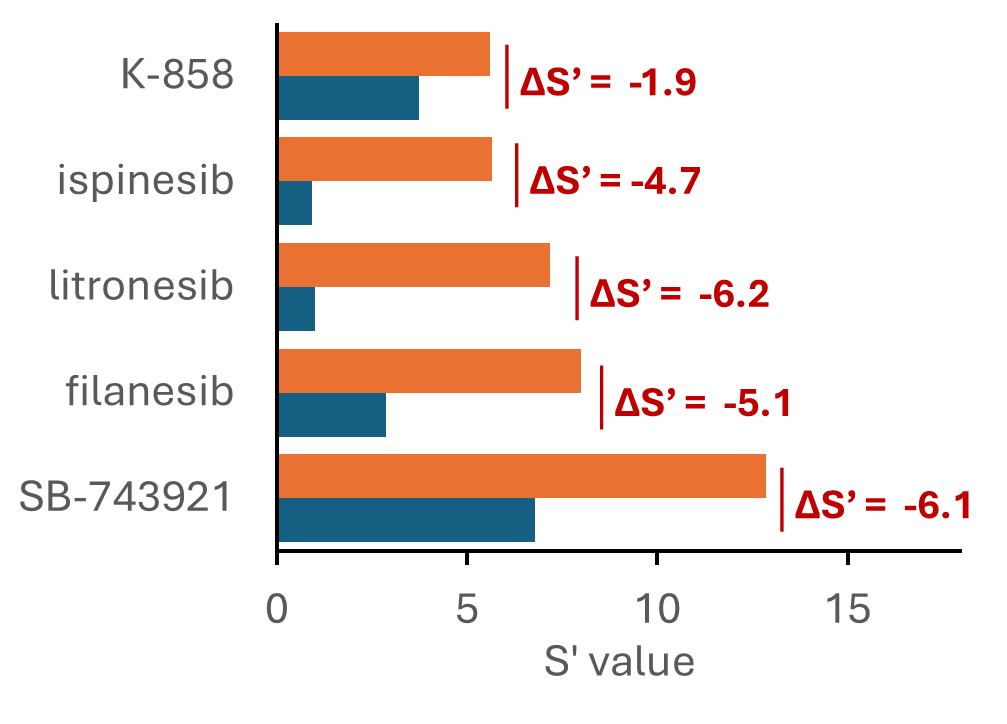 K-858
ΔS’ = -1.9
ispinesib
ΔS’ = -4.7
litronesib
ΔS’ = -6.2
filanesib
ΔS’ = -5.1
SB-743921
ΔS’ = -6.1
0 5 10 15
S' value